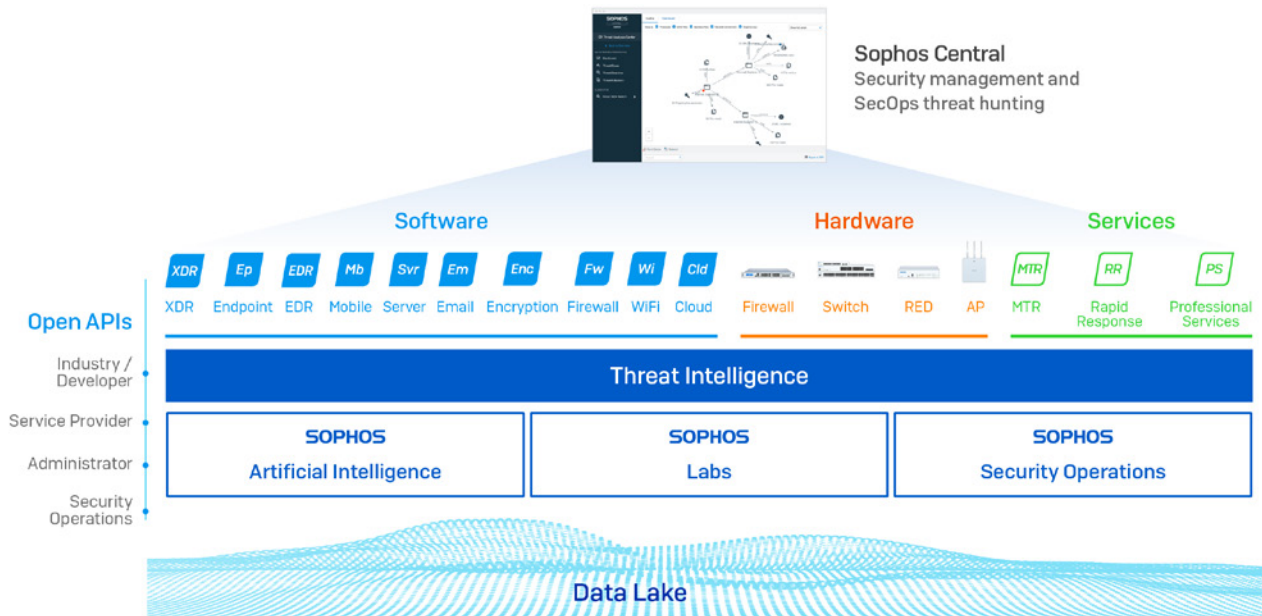 SOPHOS
Sophos Central
Security management and
SecOps threat hunting
Software
Hardware
Services
XDR
Ep
EDR
Mb
Svr
Em
Enc
Fw
Wi
Cld
MTR
RR
PS
XDR
Endpoint
EDR
Mobile
Server
Email
Encryption
Firewall
WiFi
Cloud
Firewall
Switch
RED
AP
MTR
Rapid
Response
Professional
Services
Open APIs
Industry /
Developer
Service Provider
Administrator
Security
Operations
Threat Intelligence
SOPHOS
Artificial Intelligence
SOPHOS
Labs
SOPHOS
Security Operations
Data Lake